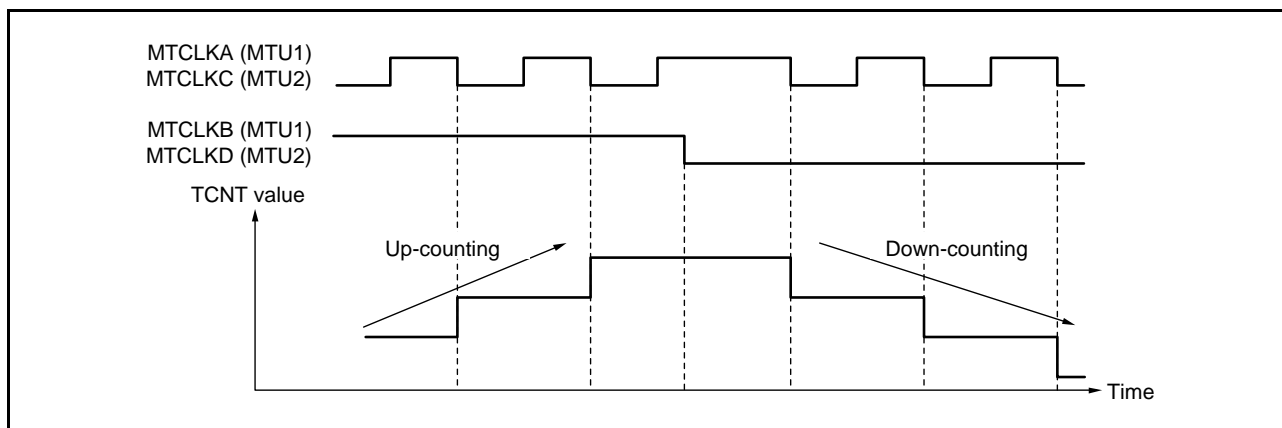 MTCLKA (MTU1)
MTCLKC (MTU2)
MTCLKB (MTU1)
MTCLKD (MTU2)
TCNT value
Up-counting
Down-counting
Time